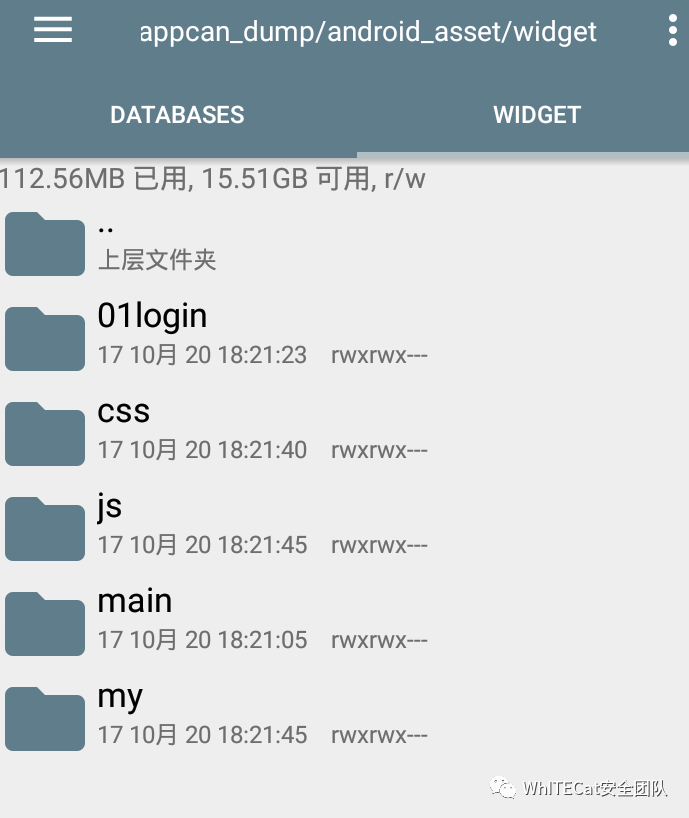 appcan_dump/android_asset/widget
DATABASES
WIDGET
112.56MB 已用, 15.51GB 可用, r/w
..
上层文件夹
01login
17 10月 20 18:21:23 rwxrwx---
css
17 10月 20 18:21:40 rwxrwx---
js
17 10月 20 18:21:45 rwxrwx---
main
17 10月 20 18:21:05 rwxrwx---
my
17 10月 20 18:21:45 rwxrwx---
WhITECat安全团队